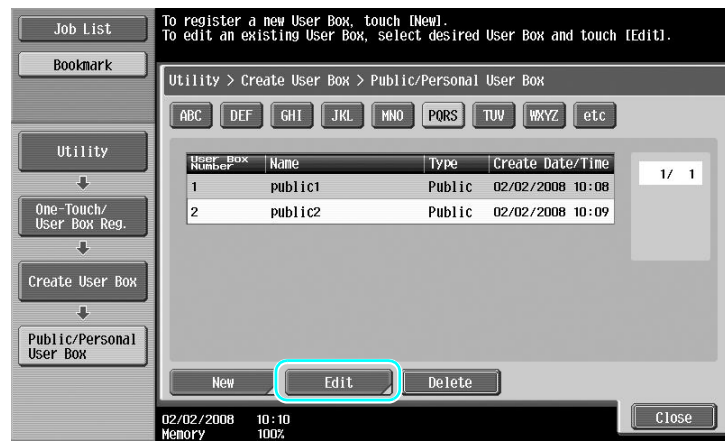 Job List
Bookmark
To register a new User Box, touch [New].
To edit an existing User Box, select desired User Box and touch [Edit].
Utility > Create User Box > Public/Personal User Box
ABC DEF GHI JKL MNO PQRS TUV WXYZ etc
Utility
One-Touch/
User Box Reg.
Create User Box
Public/Personal
User Box
User Box
Number Name Type Create Date/Time
1 public1 Public 02/02/2008 10:08
2 public2 Public 02/02/2008 10:09
1/ 1
New Edit Delete
02/02/2008 10:10
Memory 100%
Close